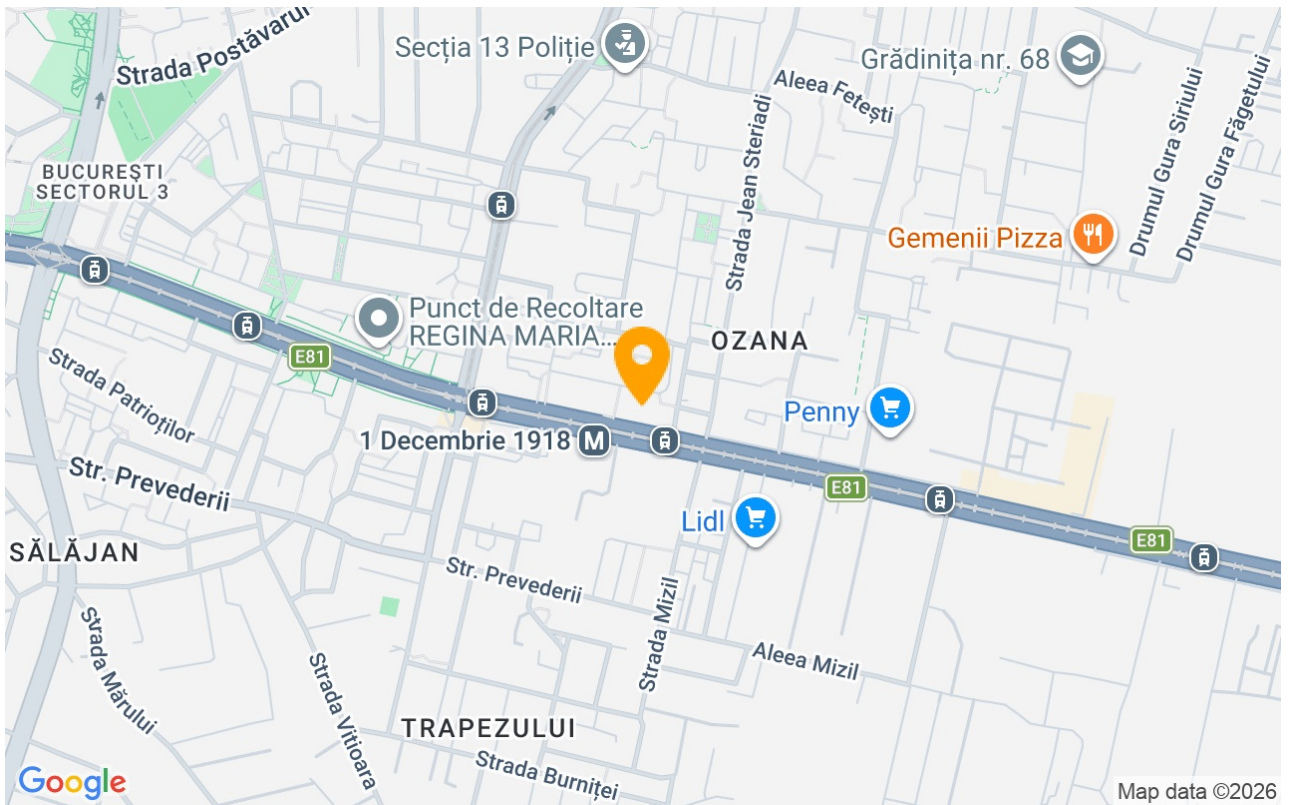 Strada Postăvarul
Secția 13 Poliție
Grădinița nr. 68
Aleea Fetești
Strada Jean Steriadi
Drumul Gura Siriului
Drumul Gura Făgetului
BUCUREȘTI
SECTORUL 3
Gemenii Pizza
Punct de Recoltare
REGINA MARIA...
OZANA
E81
Strada Patrioților
Penny
1 Decembrie 1918
M
Str. Prevederii
E81
Lidl
E81
SĂLĂJAN
Str. Prevederii
Strada Mizil
Aleea Mizil
Strada Mărului
Strada Vitioara
TRAPEZULUI
Strada Burniței
Google
Map data ©2026